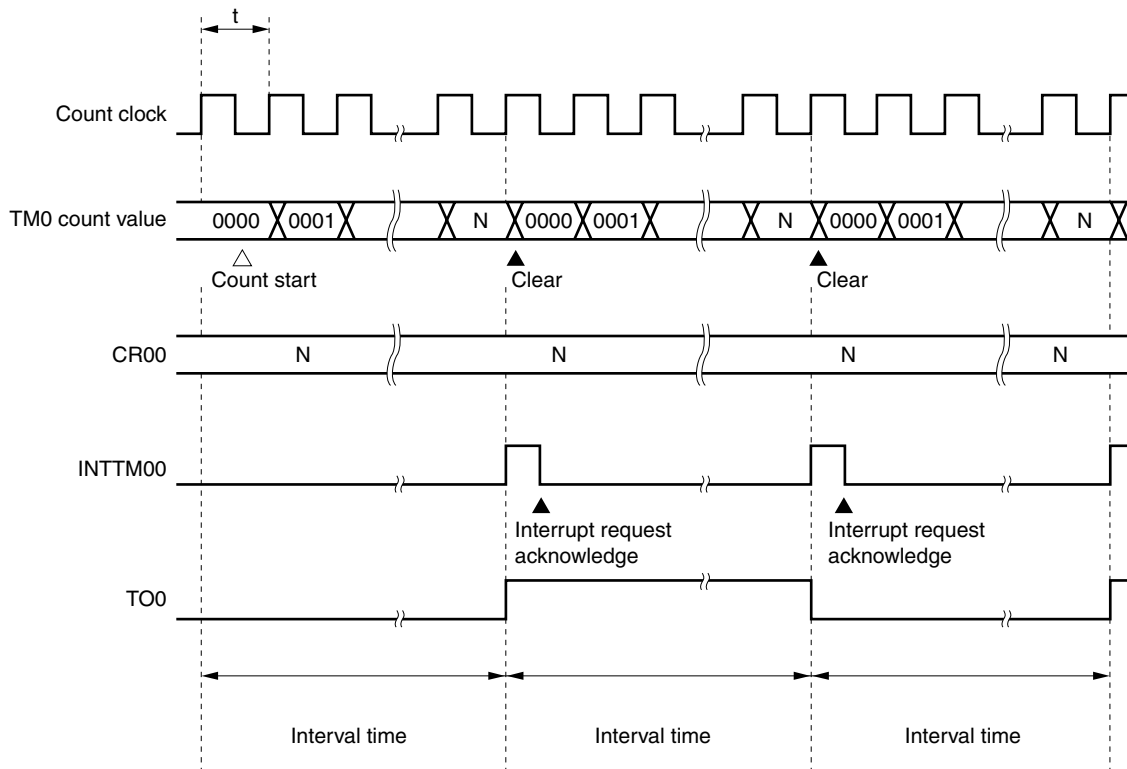 t
Count clock
TM0 count value 0000 0001 N 0000 0001 N 0000 0001 N
Count start Clear Clear
CR00 N N N N
INTTM00
Interrupt request acknowledge Interrupt request acknowledge
TO0
Interval time Interval time Interval time